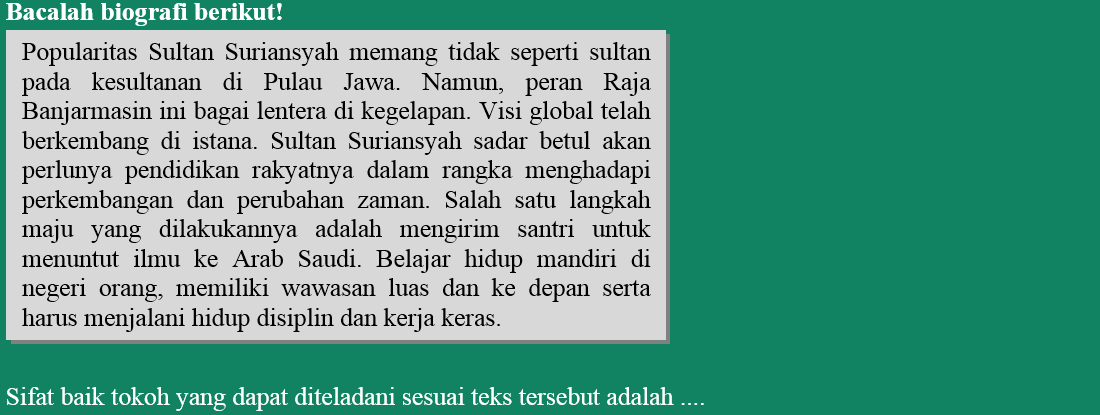 Bacalah biografi berikut!
Popularitas Sultan Suriansyah memang tidak seperti sultan
pada kesultanan di Pulau Jawa. Namun, peran Raja
Banjarmasin ini bagai lentera di kegelapan. Visi global telah
berkembang di istana. Sultan Suriansyah sadar betul akan
perlunya pendidikan rakyatnya dalam rangka menghadapi
perkembangan dan perubahan zaman. Salah satu langkah
maju yang dilakukannya adalah mengirim santri untuk
menuntut ilmu ke Arab Saudi. Belajar hidup mandiri di
negeri orang, memiliki wawasan luas dan ke depan serta
harus menjalani hidup disiplin dan kerja keras.
Sifat baik tokoh yang dapat diteladani sesuai teks tersebut adalah ....